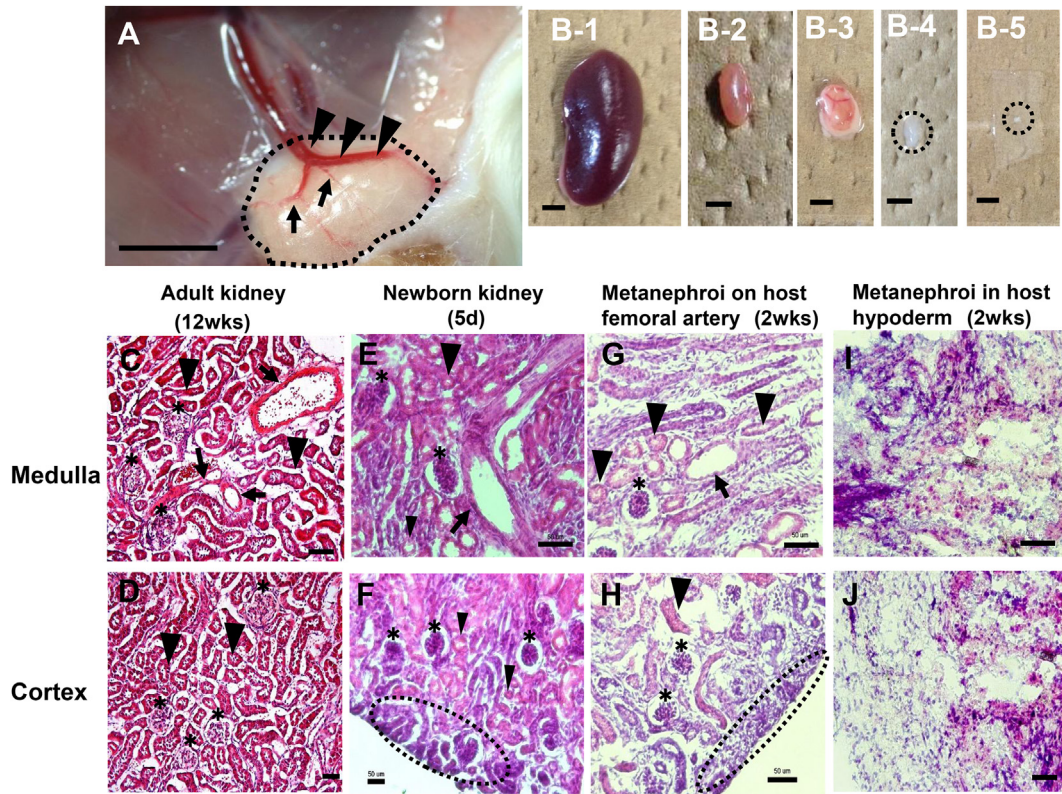 A
B-1
B-2
B-3
B-4
B-5
Adult kidney
(12wks)
Newborn kidney
(5d)
Metanephroi on host
femoral artery (2wks)
Metanephroi in host
hypoderm (2wks)
Medulla
C
E
50 um
G
50 um
I
Cortex
D
F
50 um
H
50 um
J